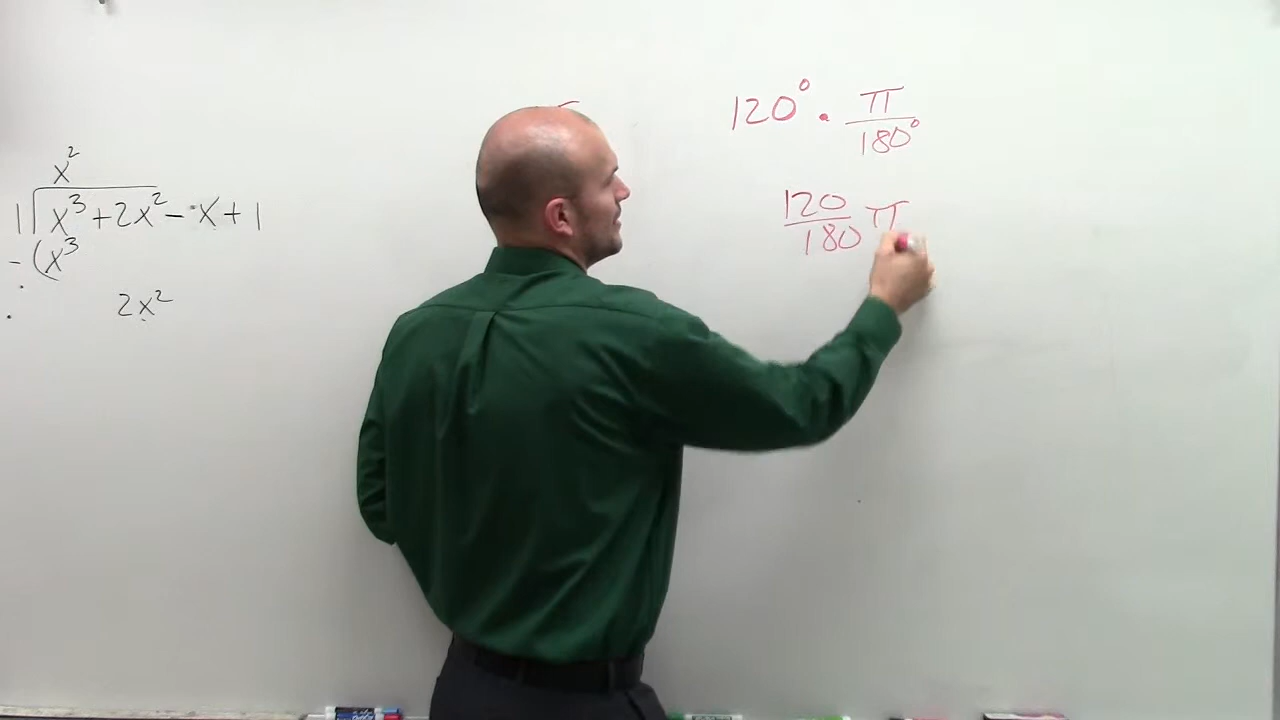 x²
1 x³ + 2x² - x + 1
- (x³
2x²
120° · π/180°
120/180 π